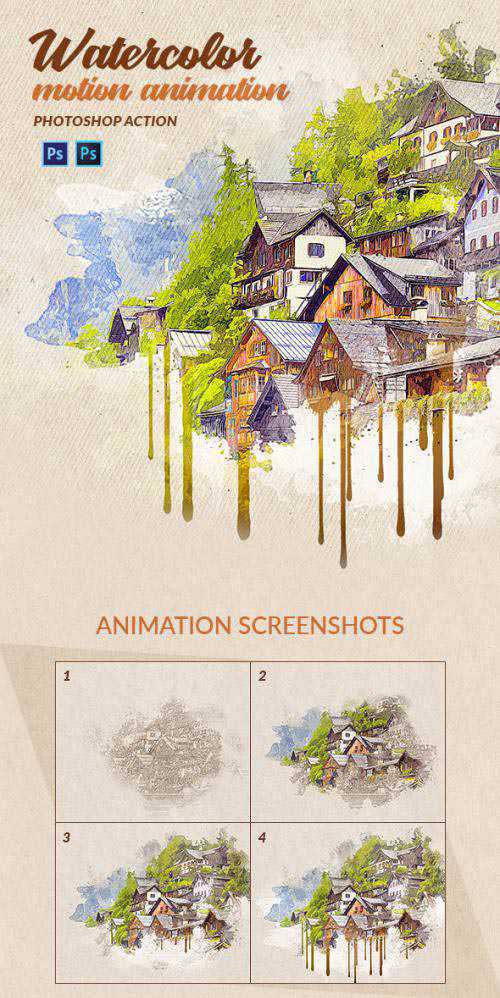 Watercolor
motion animation
PHOTOSHOP ACTION
Ps Ps
ANIMATION SCREENSHOTS
1 2
3 4